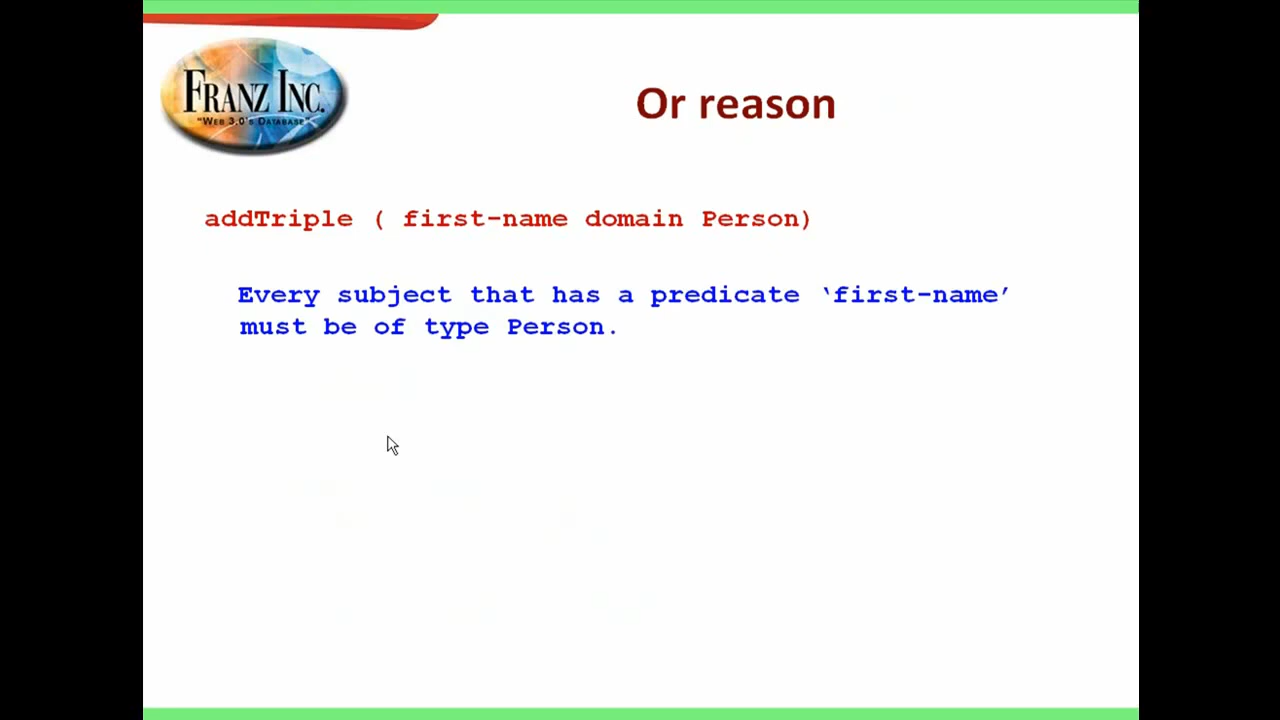 FRANZ INC.
"WEB 3.0'S DATABASE"
Or reason
addTriple ( first-name domain Person)
Every subject that has a predicate ‘first-name’
must be of type Person.